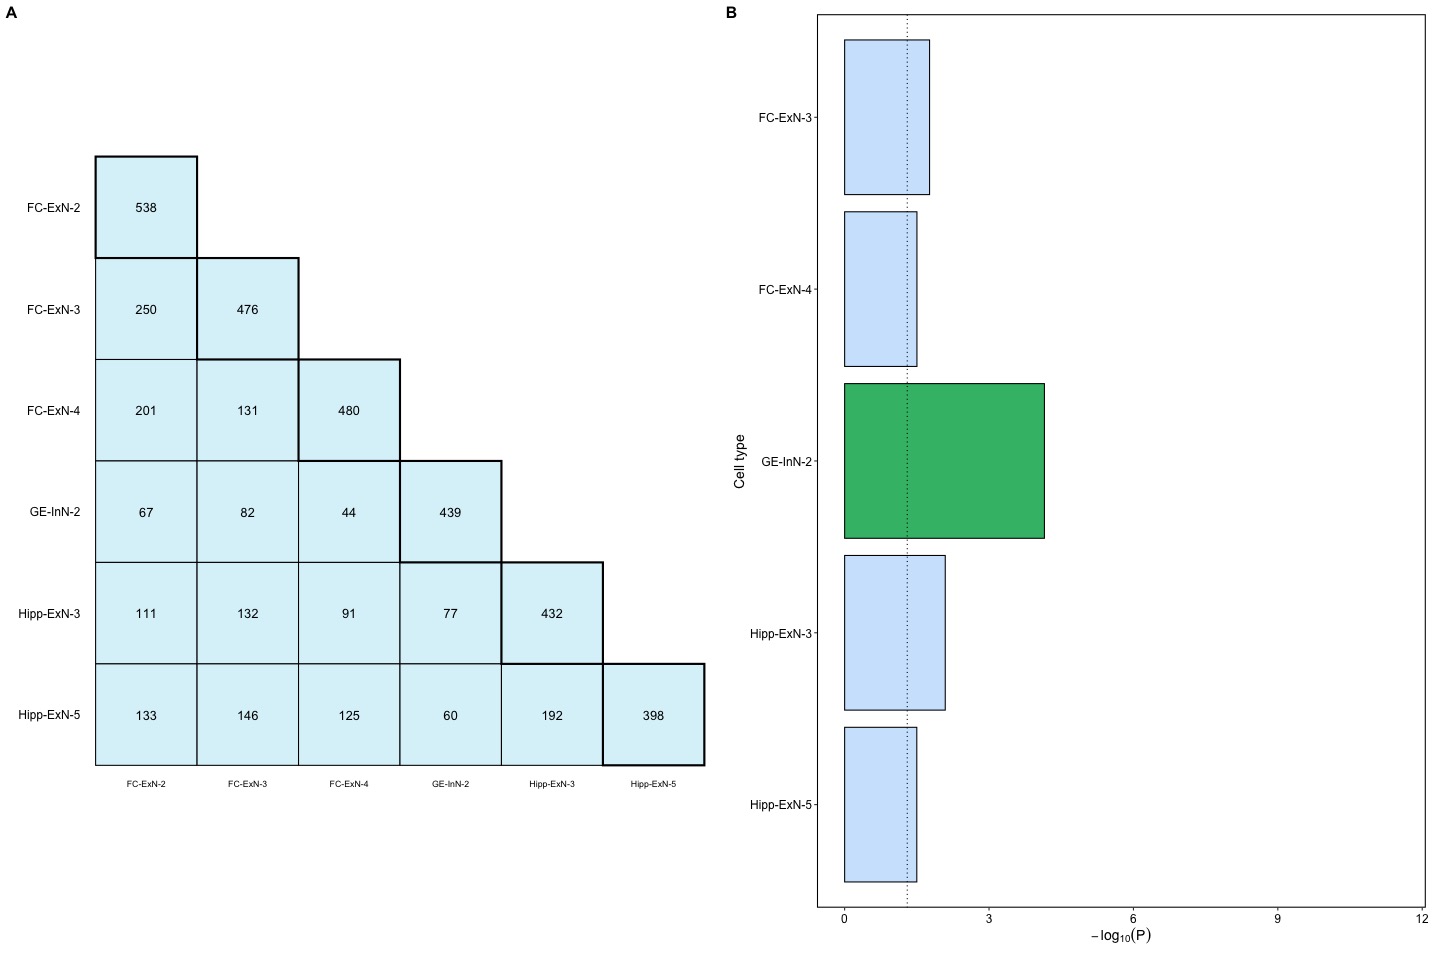 A
FC-ExN-2 538
FC-ExN-3 250 476
FC-ExN-4 201 131 480
GE-InN-2 67 82 44 439
Hipp-ExN-3 111 132 91 77 432
Hipp-ExN-5 133 146 125 60 192 398
FC-ExN-2 FC-ExN-3 FC-ExN-4 GE-InN-2 Hipp-ExN-3 Hipp-ExN-5
B
Cell type
FC-ExN-3
FC-ExN-4
GE-InN-2
Hipp-ExN-3
Hipp-ExN-5
0 3 6 9 12
−log₁₀(P)